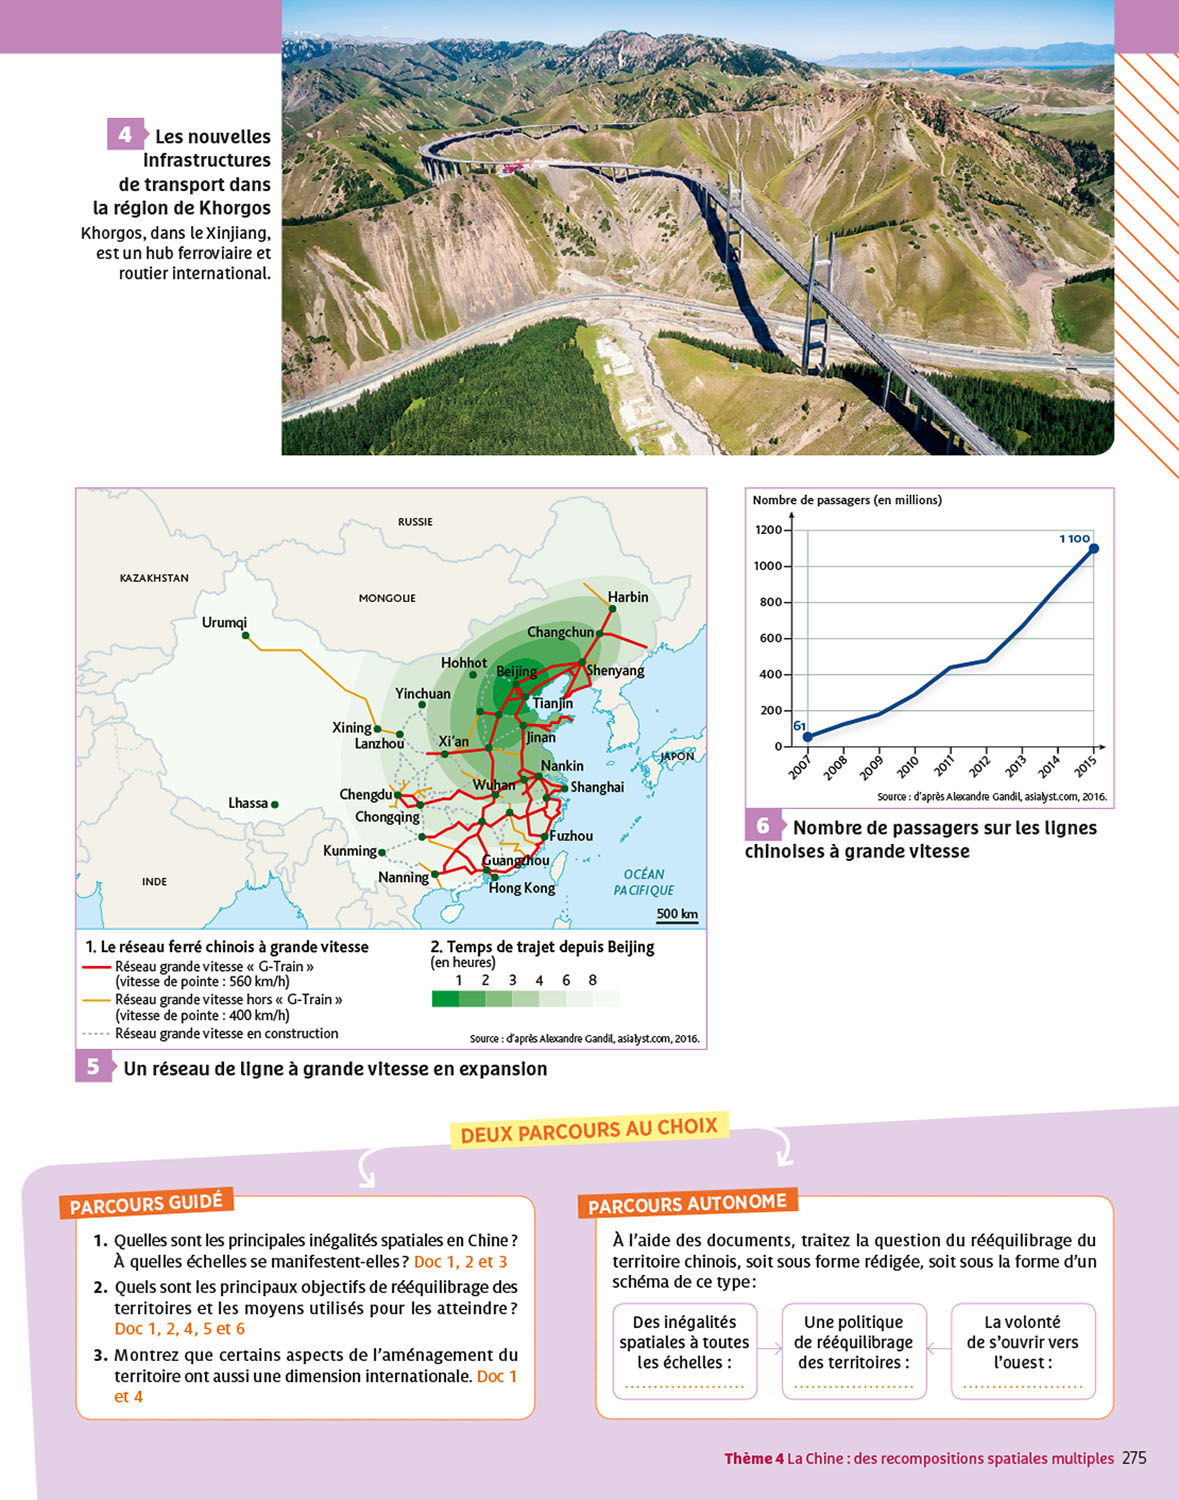 4 Les nouvelles
infrastructures
de transport dans
la région de Khorgos
Khorgos, dans le Xinjiang,
est un hub ferroviaire et
routier international.
RUSSIE
KAZAKHSTAN
MONGOLIE
Harbin
Urumqi
Changchun
Hohhot
Beijing
Shenyang
Yinchuan
Tianjin
Xining
Lanzhou
Xi'an
Jinan
JAPON
Nankin
Wuhan
Shanghai
Chengdu
Lhassa
Chongqing
Fuzhou
Kunming
Guangzhou
Nanning
Hong Kong
INDE
OCÉAN
PACIFIQUE
500 km
1. Le réseau ferré chinois à grande vitesse
Réseau grande vitesse « G-Train »
(vitesse de pointe : 560 km/h)
Réseau grande vitesse hors « G-Train »
(vitesse de pointe : 400 km/h)
Réseau grande vitesse en construction
2. Temps de trajet depuis Beijing
(en heures)
1 2 3 4 6 8
Source : d'après Alexandre Gandil, asialyst.com, 2016.
5 Un réseau de ligne à grande vitesse en expansion
Nombre de passagers (en millions)
1200
1 100
1000
800
600
400
200
61
0
2007 2008 2009 2010 2011 2012 2013 2014 2015
Source : d'après Alexandre Gandil, asialyst.com, 2016.
6 Nombre de passagers sur les lignes
chinoises à grande vitesse
DEUX PARCOURS AU CHOIX
PARCOURS GUIDÉ
1. Quelles sont les principales inégalités spatiales en Chine ?
À quelles échelles se manifestent-elles ? Doc 1, 2 et 3
2. Quels sont les principaux objectifs de rééquilibrage des
territoires et les moyens utilisés pour les atteindre ?
Doc 1, 2, 4, 5 et 6
3. Montrez que certains aspects de l'aménagement du
territoire ont aussi une dimension internationale. Doc 1
et 4
PARCOURS AUTONOME
À l'aide des documents, traitez la question du rééquilibrage du
territoire chinois, soit sous forme rédigée, soit sous la forme d'un
schéma de ce type :
Des inégalités
spatiales à toutes
les échelles :
.....................
Une politique
de rééquilibrage
des territoires :
.....................
La volonté
de s'ouvrir vers
l'ouest :
.....................
Thème 4 La Chine : des recompositions spatiales multiples 275